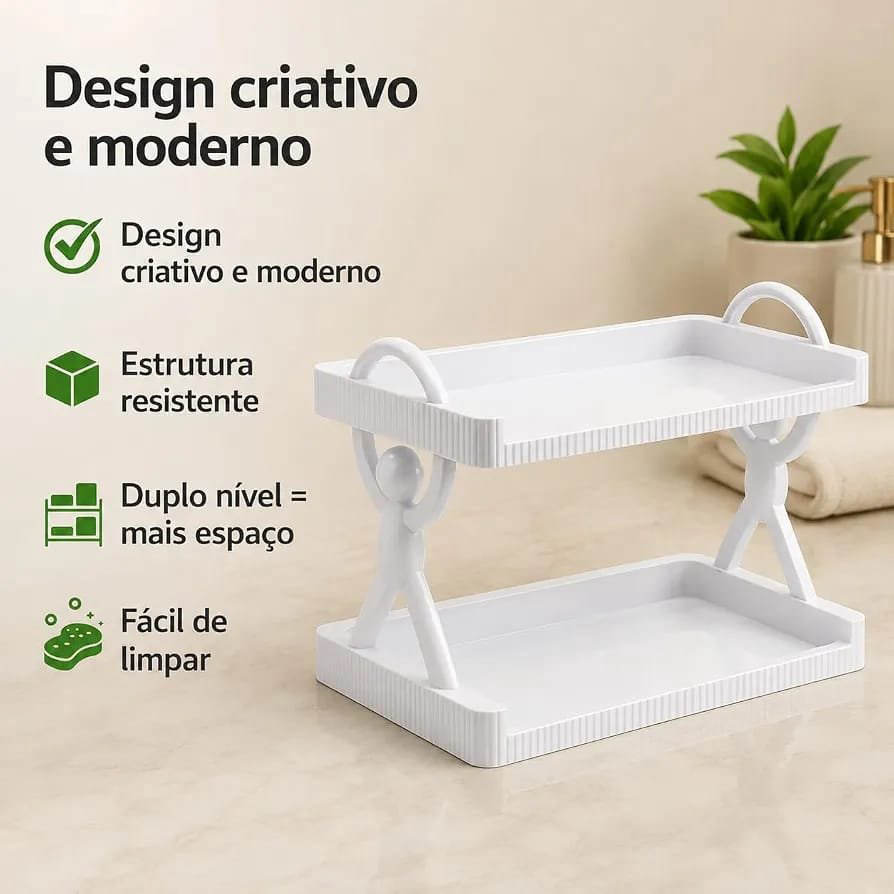 Design criativo
e moderno
Design
criativo e moderno
Estrutura
resistente
Duplo nível =
mais espaço
Fácil de
limpar